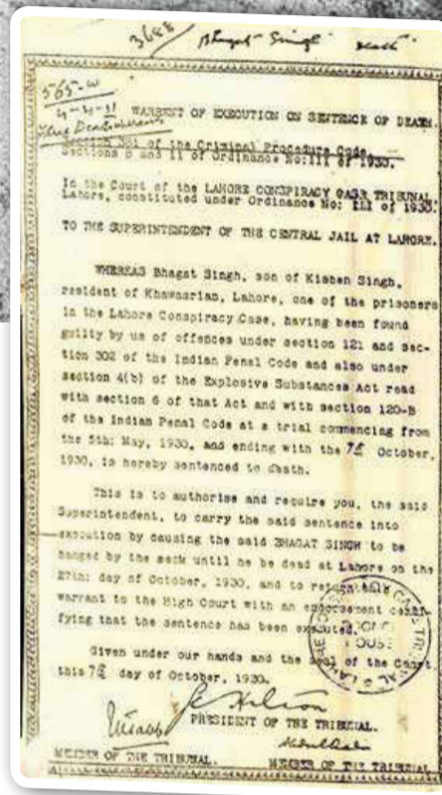 3688 Bhagat Singh death
565-W
WARRANT OF EXECUTION ON SENTENCE OF DEATH.
Section 381 of the Criminal Procedure Code.
Sections 8 and 11 of Ordinance No:III of 1930.
In the Court of the LAHORE CONSPIRACY CASE TRIBUNAL,
Lahore, constituted under Ordinance No: III of 1930.
TO THE SUPERINTENDENT OF THE CENTRAL JAIL AT LAHORE.
WHEREAS Bhagat Singh, son of Kishen Singh,
resident of Khawasrian, Lahore, one of the prisoners
in the Lahore Conspiracy Case, having been found
guilty by us of offences under section 121 and sec-
tion 302 of the Indian Penal Code and also under
section 4(b) of the Explosive Substances Act read
with section 6 of that Act and with section 120-B
of the Indian Penal Code at a trial commencing from
the 5th: May, 1930, and ending with the 7th October,
1930, is hereby sentenced to death.
This is to authorise and require you, the said
Superintendent, to carry the said sentence into
execution by causing the said BHAGAT SINGH to be
hanged by the neck until he be dead at Lahore on the
27th: day of October, 1930, and to return this
warrant to the High Court with an endorsement certi-
fying that the sentence has been executed.
Given under our hands and the seal of the Court
this 7th day of October, 1930.
PRESIDENT OF THE TRIBUNAL.
MEMBER OF THE TRIBUNAL. MEMBER OF THE TRIBUNAL